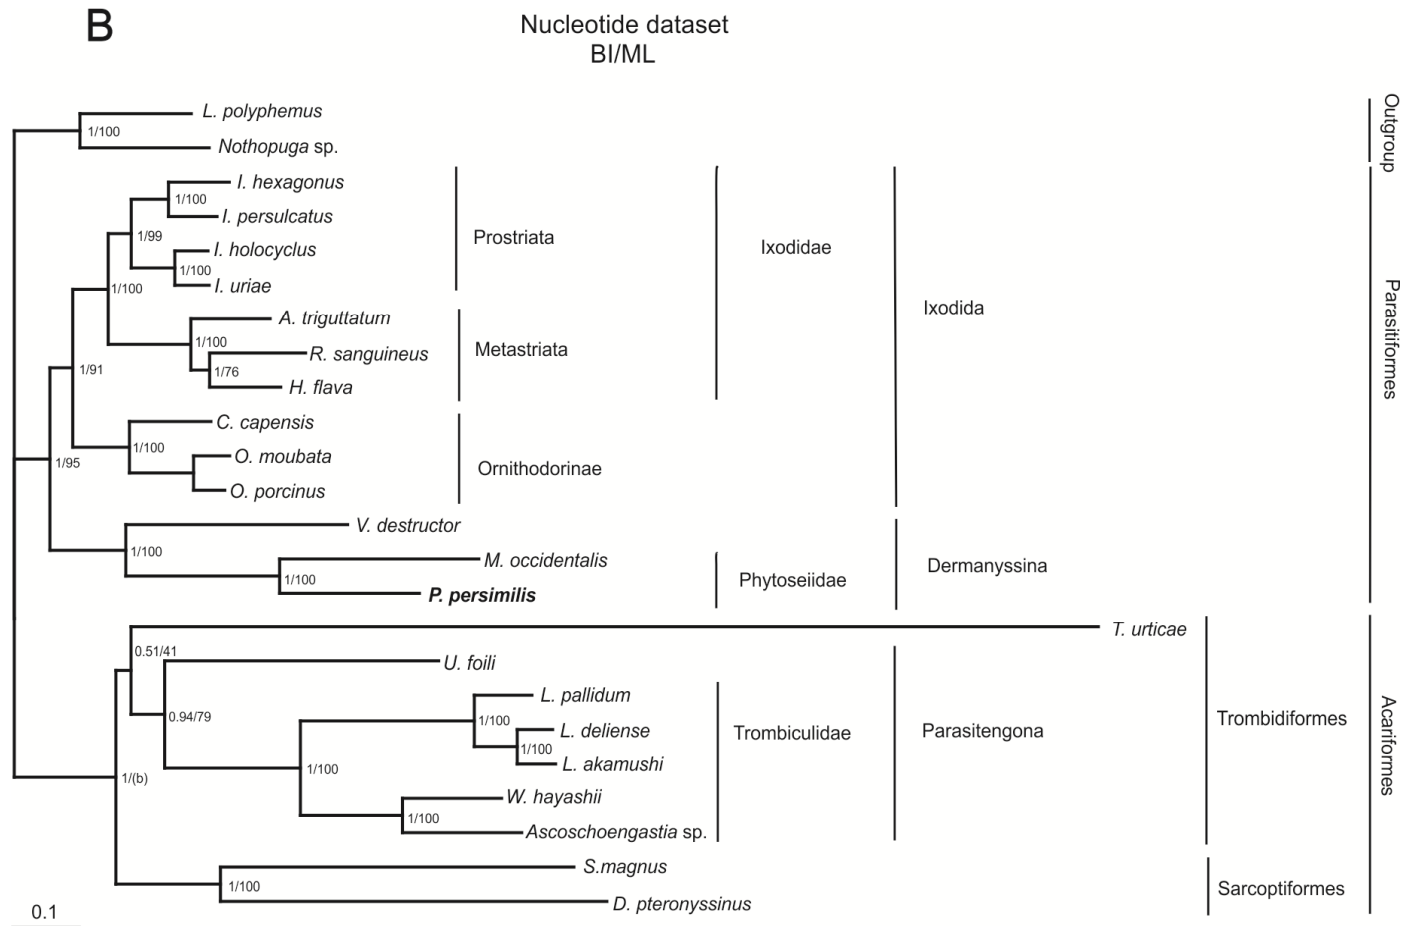 B
Nucleotide dataset
BI/ML
L. polyphemus
1/100
Nothopuga sp.
Outgroup
I. hexagonus
1/100
I. persulcatus
1/99
Prostriata
Ixodidae
I. holocyclus
1/100
I. uriae
1/100
Ixodida
Parasitiformes
A. triguttatum
1/100
R. sanguineus
Metastriata
1/76
H. flava
1/91
C. capensis
1/100
O. moubata
1/95
Ornithodorinae
O. porcinus
V. destructor
1/100
M. occidentalis
Dermanyssina
1/100
Phytoseiidae
P. persimilis
T. urticae
0.51/41
U. foili
L. pallidum
0.94/79
1/100
L. deliense
Trombiculidae
Parasitengona
Trombidiformes
Acariformes
1/100
L. akamushi
1/100
1/(b)
W. hayashii
1/100
Ascoschoengastia sp.
S.magnus
1/100
Sarcoptiformes
D. pteronyssinus
0.1